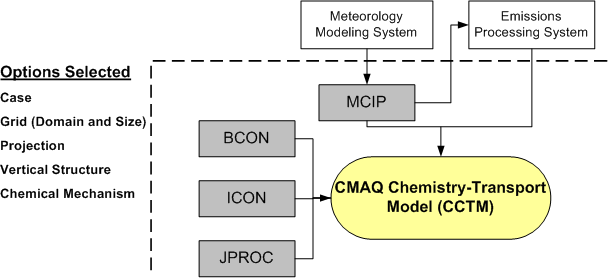 Meteorology
Modeling System
Emissions
Processing System
Options Selected
Case
Grid (Domain and Size)
Projection
Vertical Structure
Chemical Mechanism
MCIP
BCON
ICON
JPROC
CMAQ Chemistry-Transport
Model (CCTM)